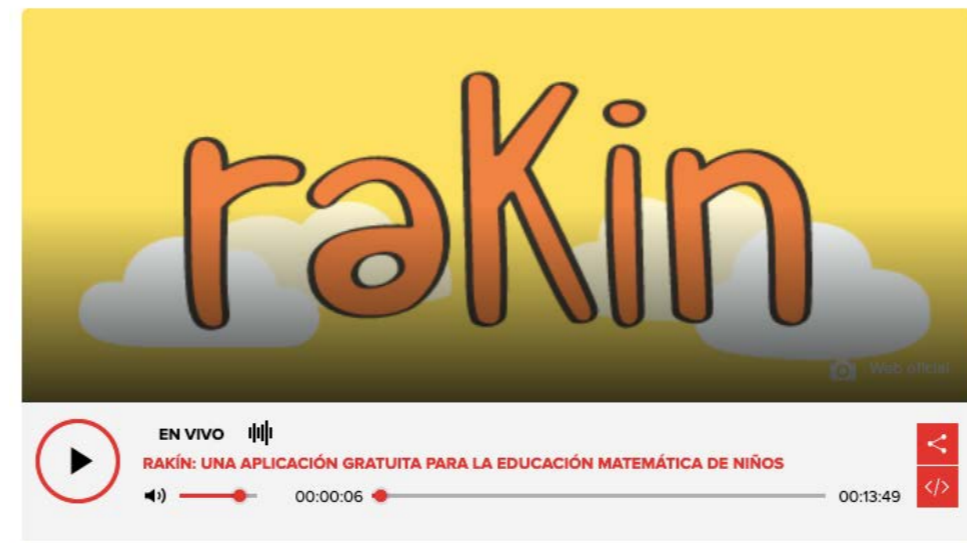 rakin
Web oficial
EN VIVO
RAKÍN: UNA APLICACIÓN GRATUITA PARA LA EDUCACIÓN MATEMÁTICA DE NIÑOS
00:00:06 00:13:49
</>